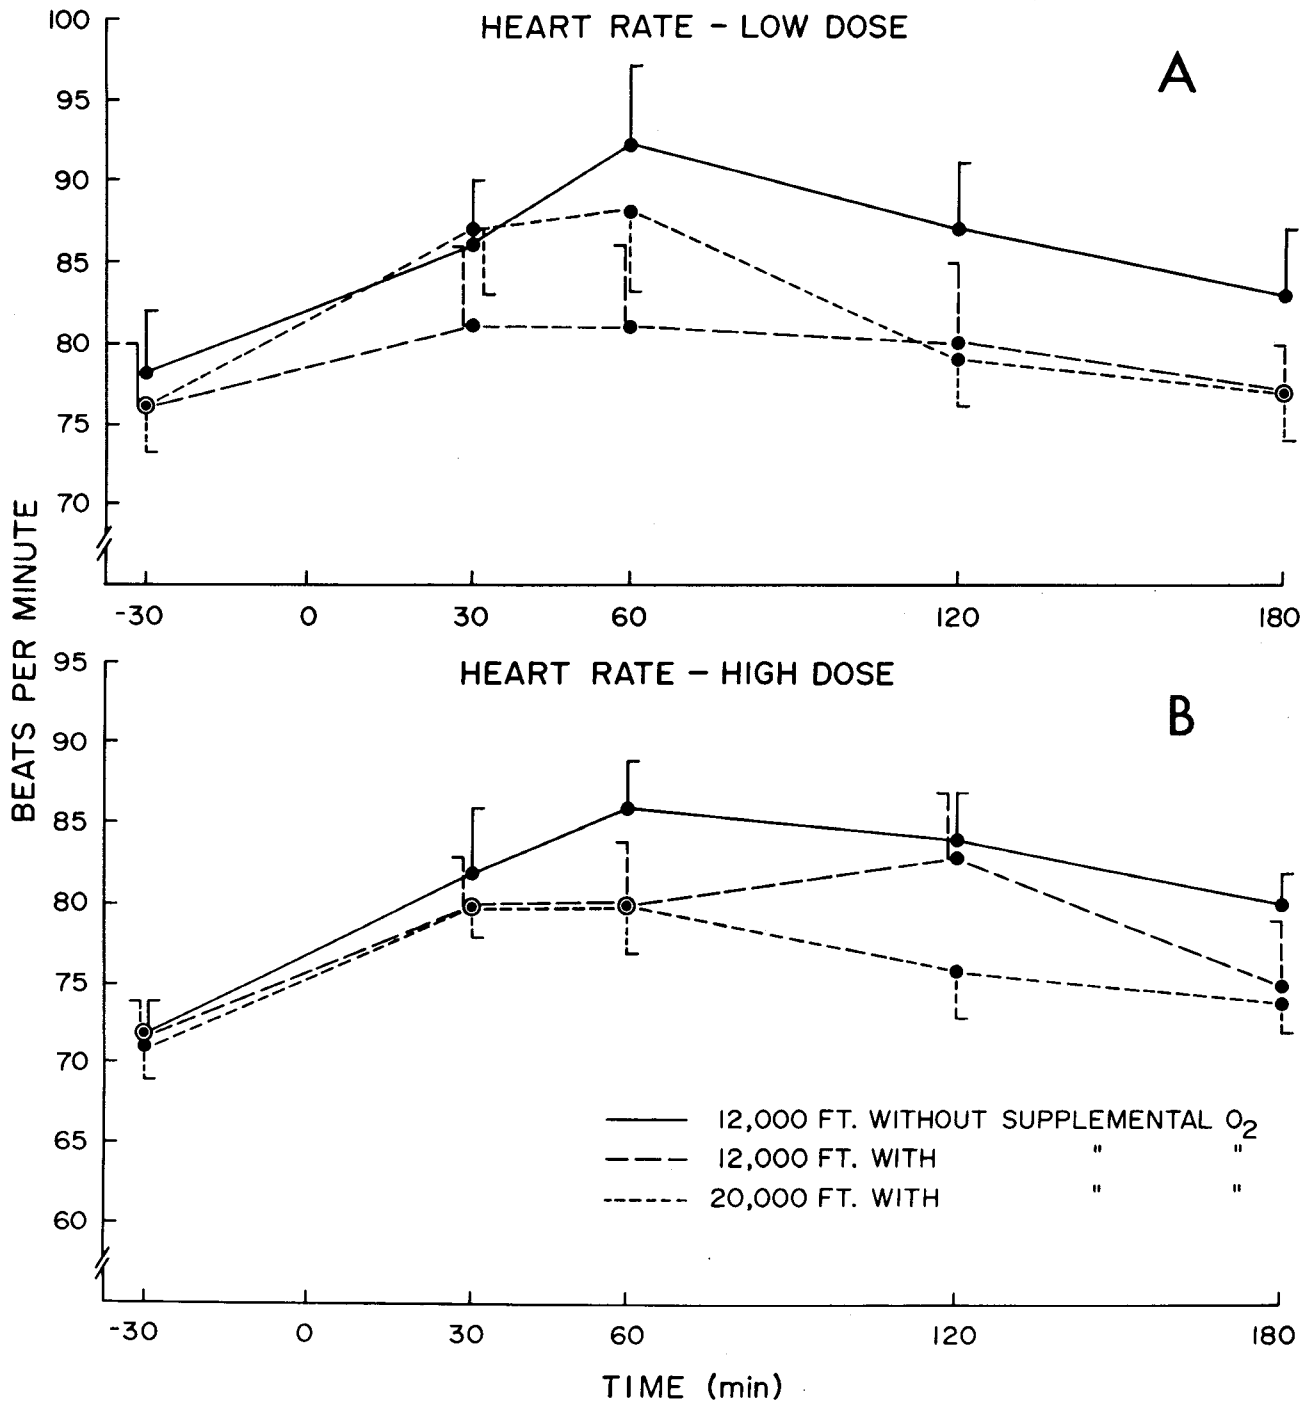 HEART RATE – LOW DOSE
A
100
95
90
85
80
75
70
-30 0 30 60 120 180
BEATS PER MINUTE
HEART RATE – HIGH DOSE
B
95
90
85
80
75
70
65
60
12,000 FT. WITHOUT SUPPLEMENTAL O2
12,000 FT. WITH " "
20,000 FT. WITH " "
-30 0 30 60 120 180
TIME (min)